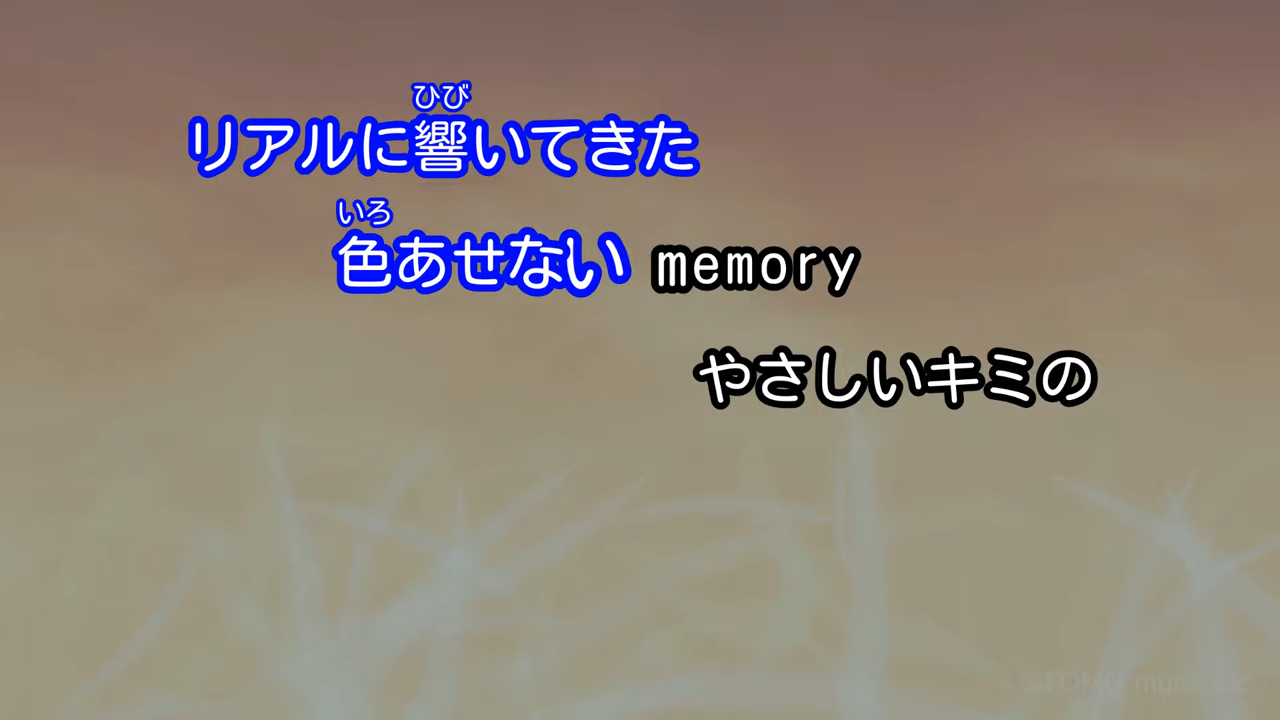 ひび
リアルに響いてきた
いろ
色あせない memory
やさしいキミの